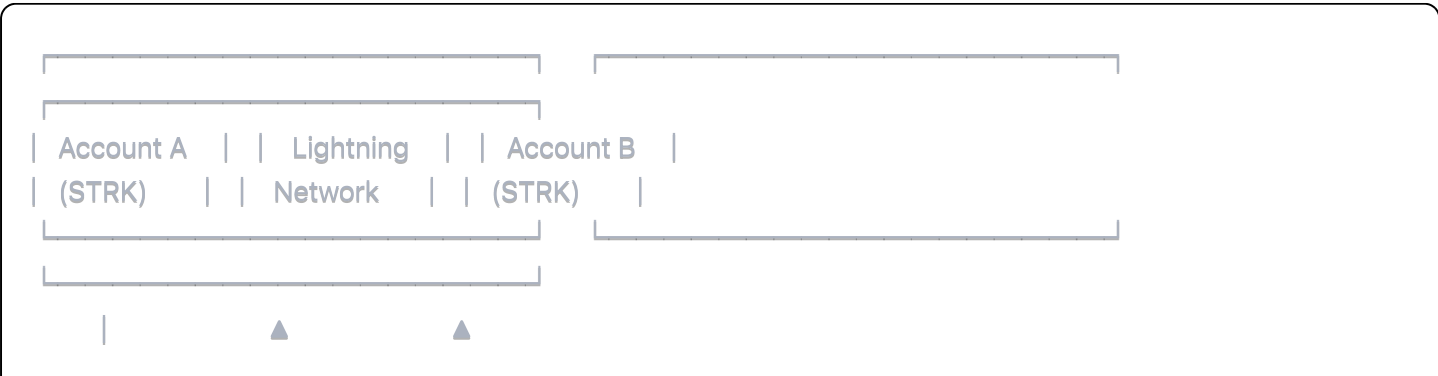 ┌──────────────────┐ ┌───────────────────┐
┌──────────────────┐
| Account A | | Lightning | | Account B |
| (STRK) | | Network | | (STRK) |
└──────────────────┘ └───────────────────┘
└──────────────────┘
| ▲ ▲